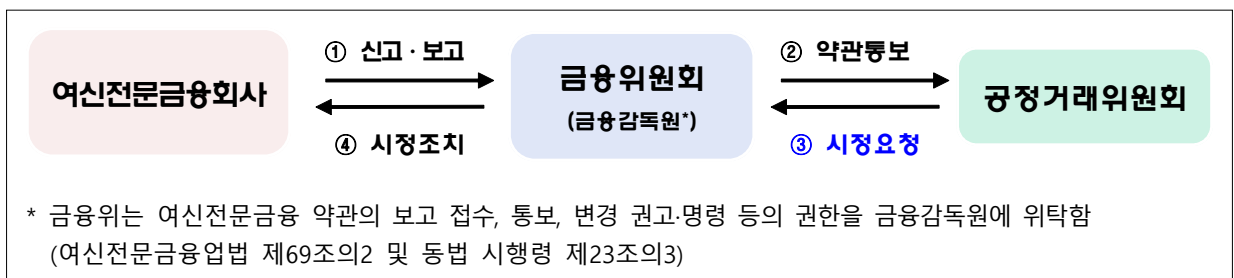 ① 신고 · 보고
② 약관통보
여신전문금융회사
금융위원회
(금융감독원*)
공정거래위원회
④ 시정조치
③ 시정요청
* 금융위는 여신전문금융 약관의 보고 접수, 통보, 변경 권고·명령 등의 권한을 금융감독원에 위탁함
(여신전문금융업법 제69조의2 및 동법 시행령 제23조의3)